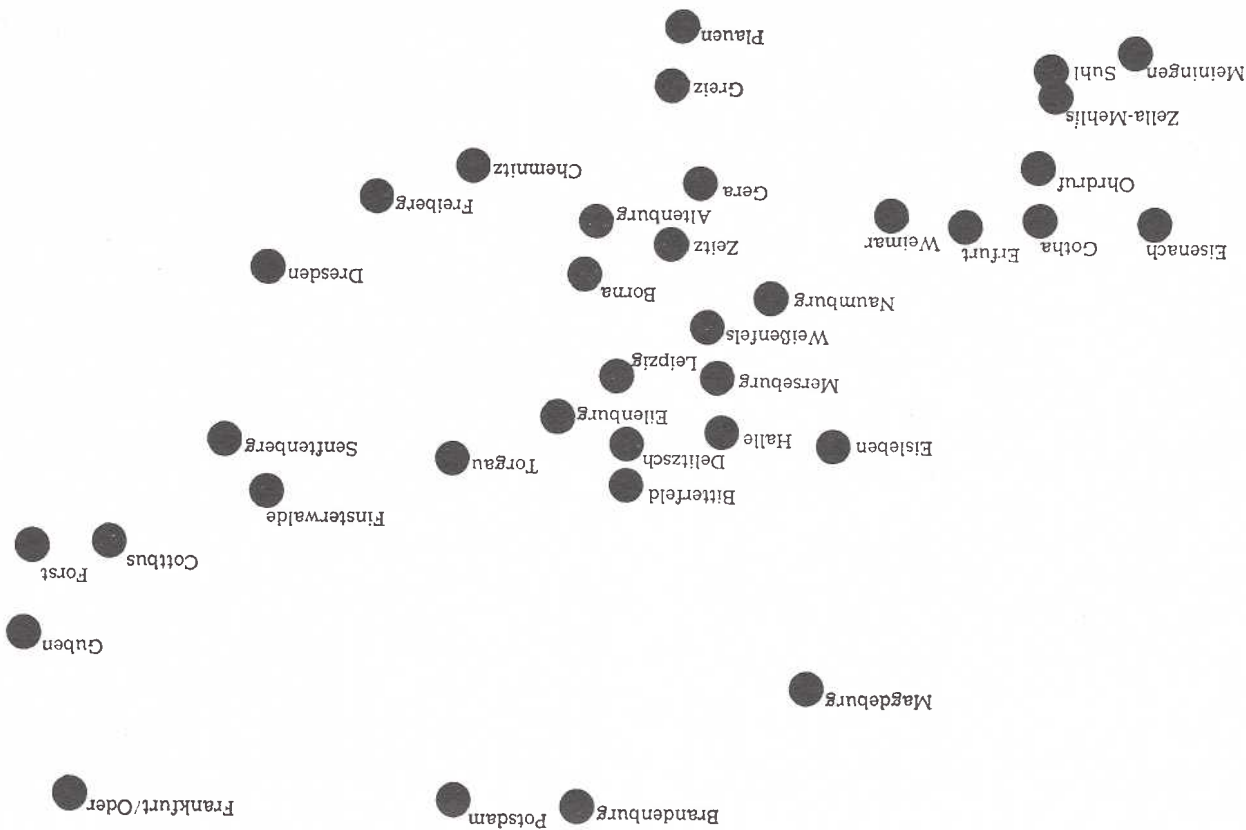 Brandenburg
Potsdam
Frankfurt/Oder
Magdeburg
Guben
Forst
Cottbus
Finsterwalde
Bitterfeld
Torgau
Delitzsch
Eisleben
Halle
Senftenberg
Eilenburg
Merseburg
Leipzig
Weißenfels
Naumburg
Borna
Dresden
Zeitz
Altenburg
Eisenach
Gotha
Erfurt
Weimar
Freiberg
Gera
Ohrdruf
Chemnitz
Zella-Mehlis
Greiz
Suhl
Meiningen
Plauen